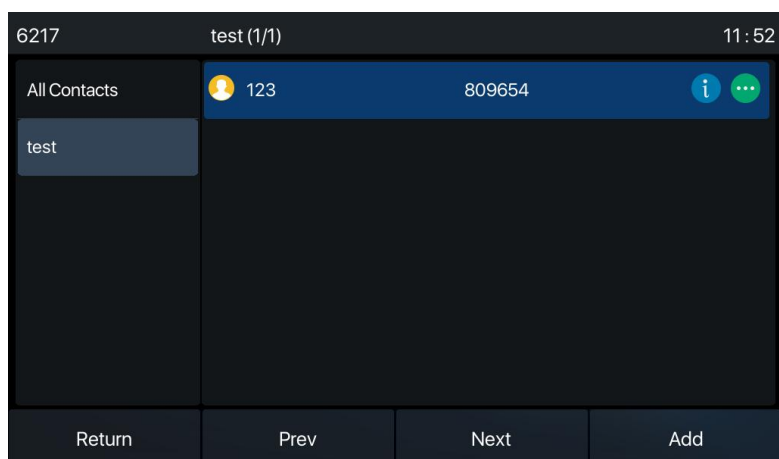 6217 test (1/1) 11:52
All Contacts
123 809654
test
Return Prev Next Add